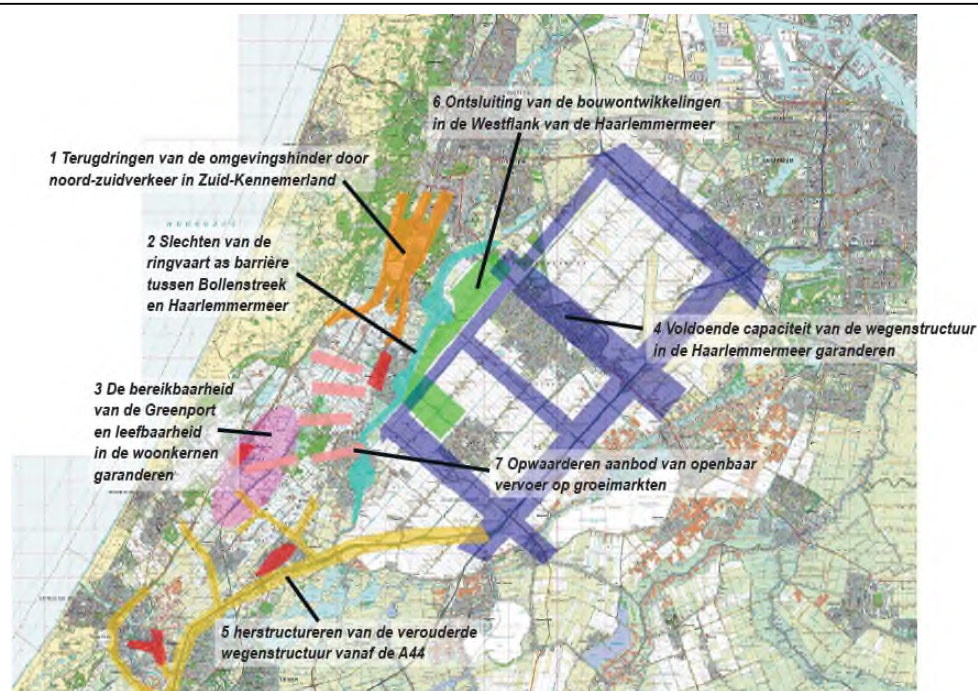 6 Ontsluiting van de bouwontwikkelingen
in de Westflank van de Haarlemmermeer
1 Terugdringen van de omgevingshinder door
noord-zuidverkeer in Zuid-Kennemerland
2 Slechten van de
ringvaart as barrière
tussen Bollenstreek
en Haarlemmermeer
4 Voldoende capaciteit van de wegenstructuur
in de Haarlemmermeer garanderen
3 De bereikbaarheid
van de Greenport
en leefbaarheid
in de woonkernen
garanderen
7 Opwaarderen aanbod van openbaar
vervoer op groeimarkten
5 herstructureren van de verouderde
wegenstructuur vanaf de A44